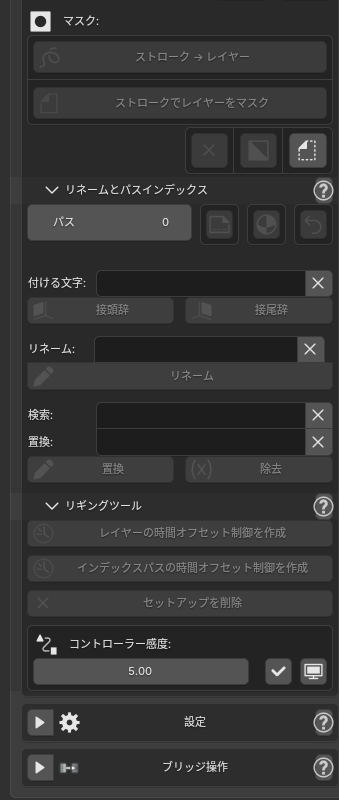 マスク:
ストローク → レイヤー
ストロークでレイヤーをマスク
リネームとパスインデックス
パス 0
付ける文字:
接頭辞 接尾辞
リネーム:
リネーム
検索:
置換:
置換 除去
リギングツール
レイヤーの時間オフセット制御を作成
インデックスパスの時間オフセット制御を作成
セットアップを削除
コントローラー感度:
5.00
設定
ブリッジ操作